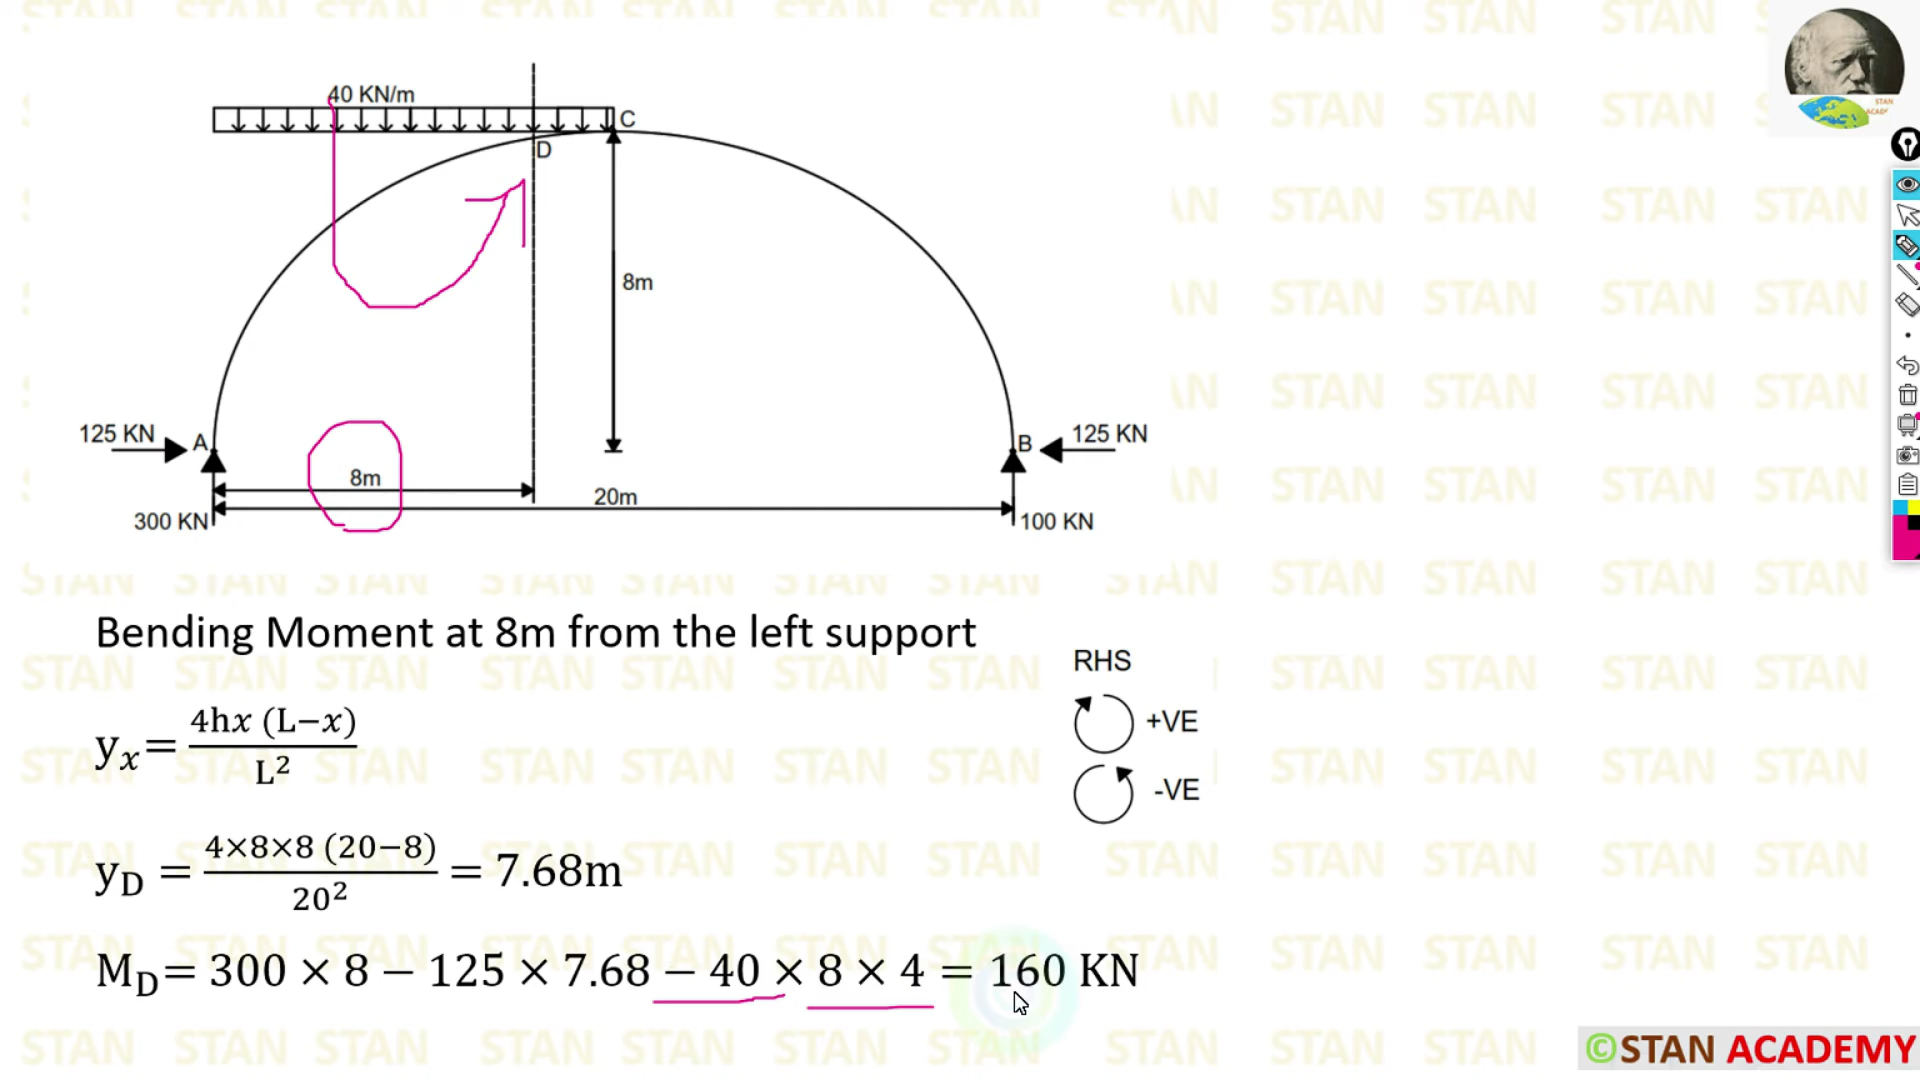 40 KN/m
C
D
8m
125 KN
A
B
125 KN
8m
20m
300 KN
100 KN
Bending Moment at 8m from the left support
RHS
+VE
-VE
yₓ= 4hx (L−x) / L²
y_D = 4×8×8 (20−8) / 20² = 7.68m
M_D= 300 × 8 − 125 × 7.68 − 40 × 8 × 4 = 160 KN
©STAN ACADEMY